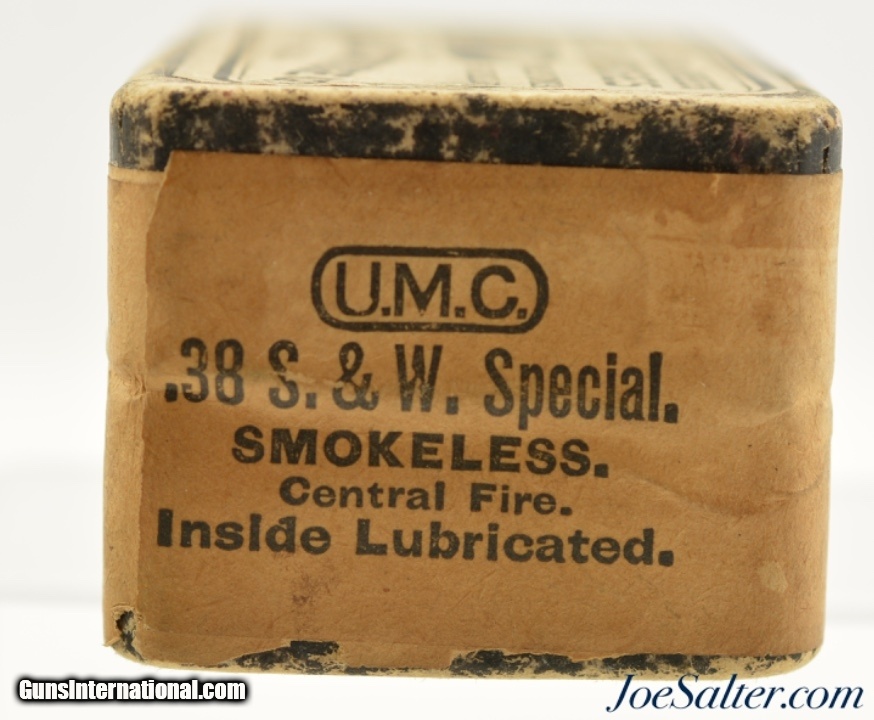 U.M.C.
.38 S. & W. Special.
SMOKELESS.
Central Fire.
Inside Lubricated.
GunsInternational.com
JoeSalter.com